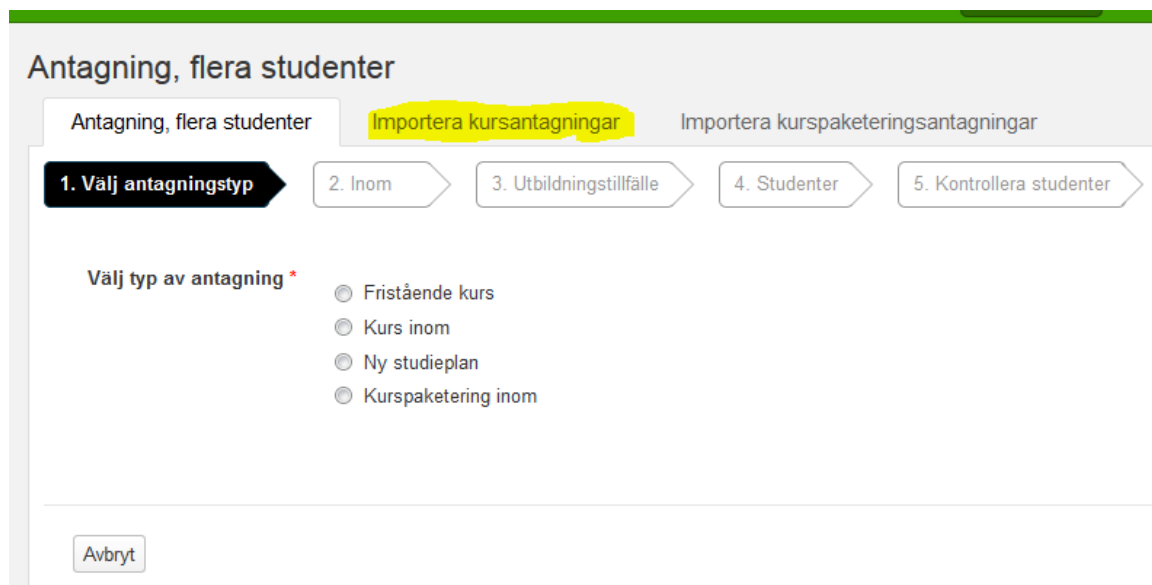 Antagning, flera studenter
Antagning, flera studenter Importera kursantagningar Importera kurspaketeringsantagningar
1. Välj antagningstyp 2. Inom 3. Utbildningstillfälle 4. Studenter 5. Kontrollera studenter
Välj typ av antagning *
Fristående kurs
Kurs inom
Ny studieplan
Kurspaketering inom
Avbryt